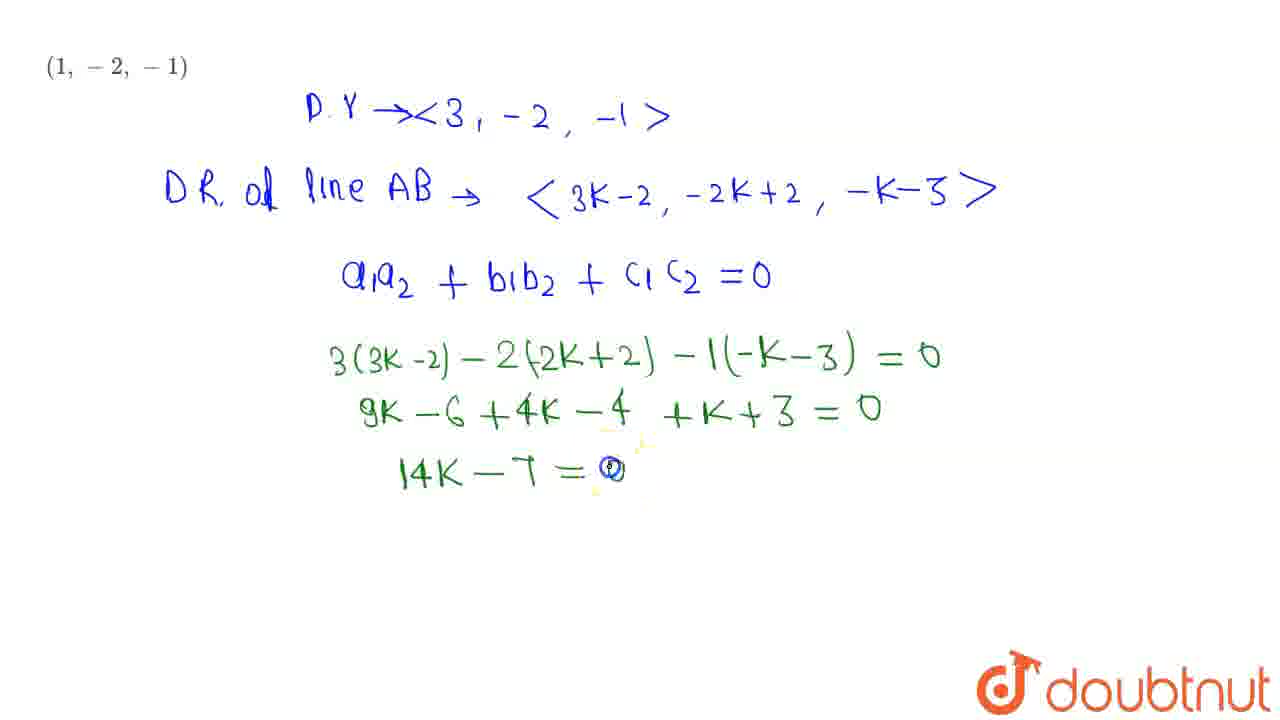 (1, − 2, − 1)
D.Y → < 3, −2, −1 >
DR. of line AB → < 3K−2, −2K+2, −K−3 >
a₁a₂ + b₁b₂ + c₁c₂ = 0
3(3K−2) −2(−2K+2) −1(−K−3) = 0
9K − 6 + 4K − 4 + K + 3 = 0
14K − 7 = 0
doubtnut